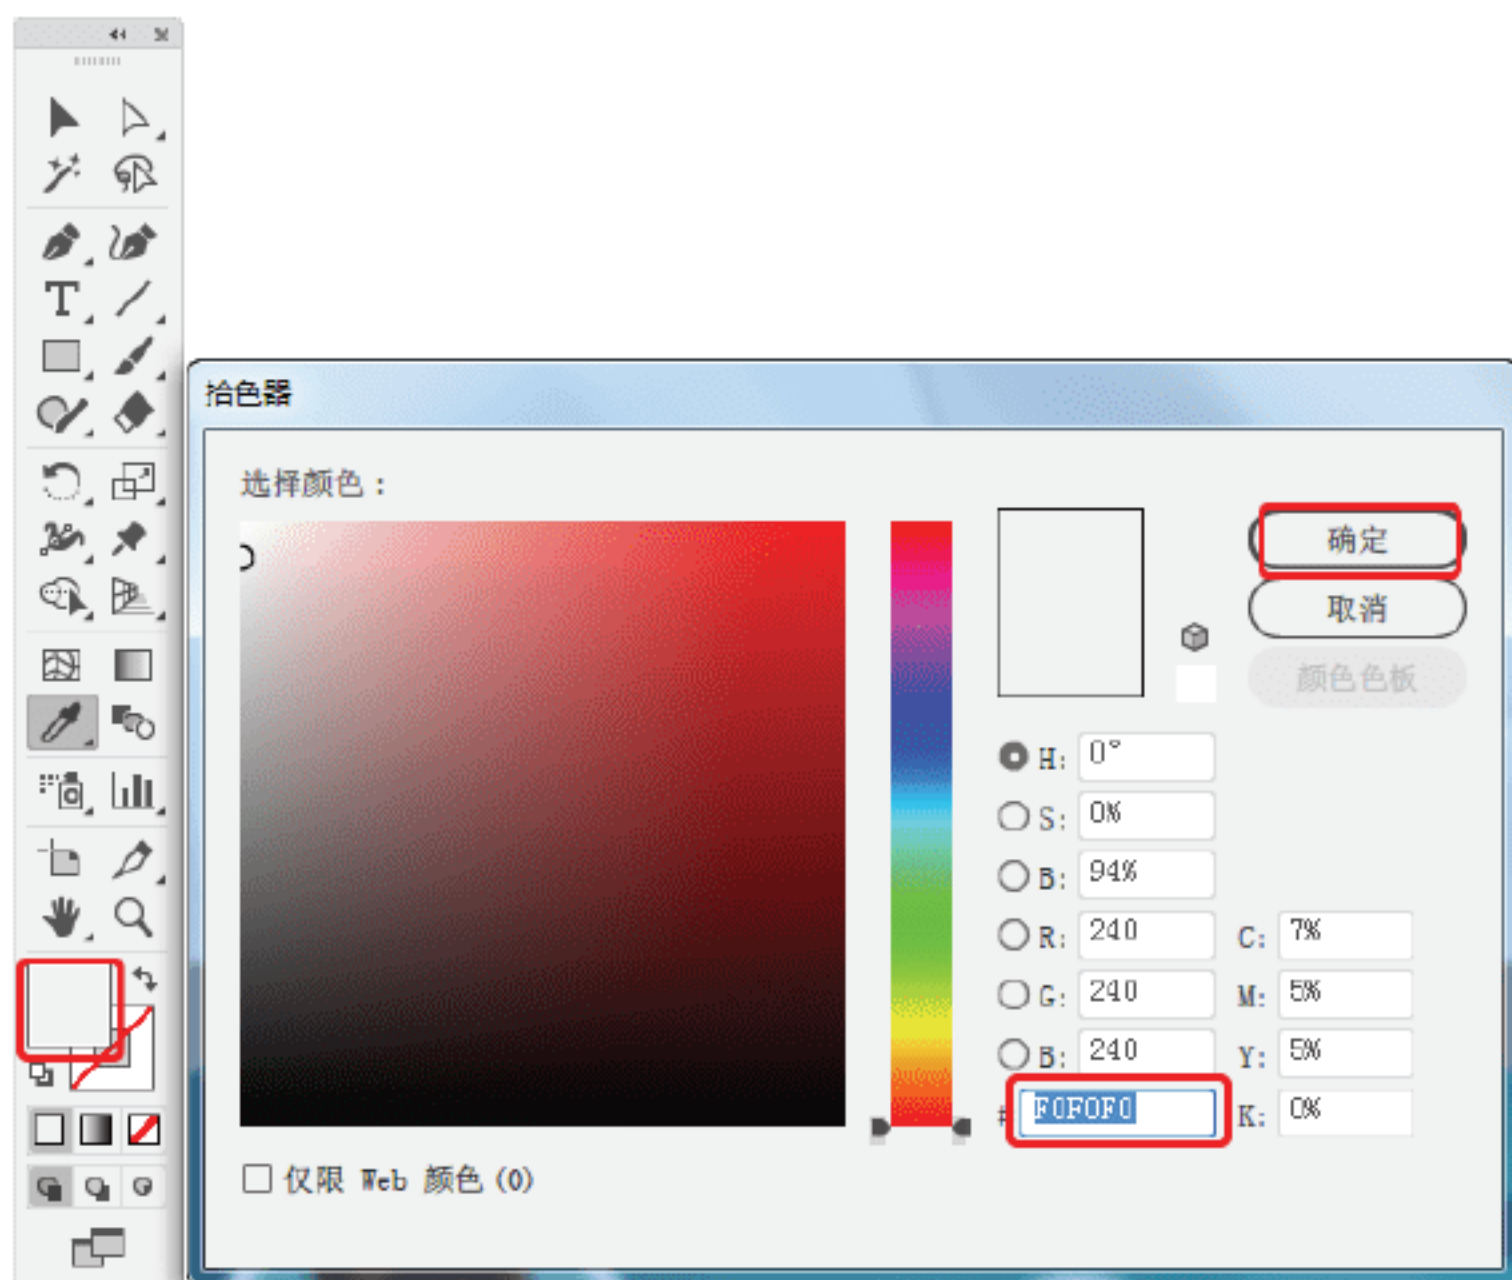 拾色器
选择颜色：
确定
取消
颜色色板
H: 0°
S: 0%
B: 94%
R: 240 C: 7%
G: 240 M: 5%
B: 240 Y: 5%
# F0F0F0 K: 0%
仅限 Web 颜色(O)